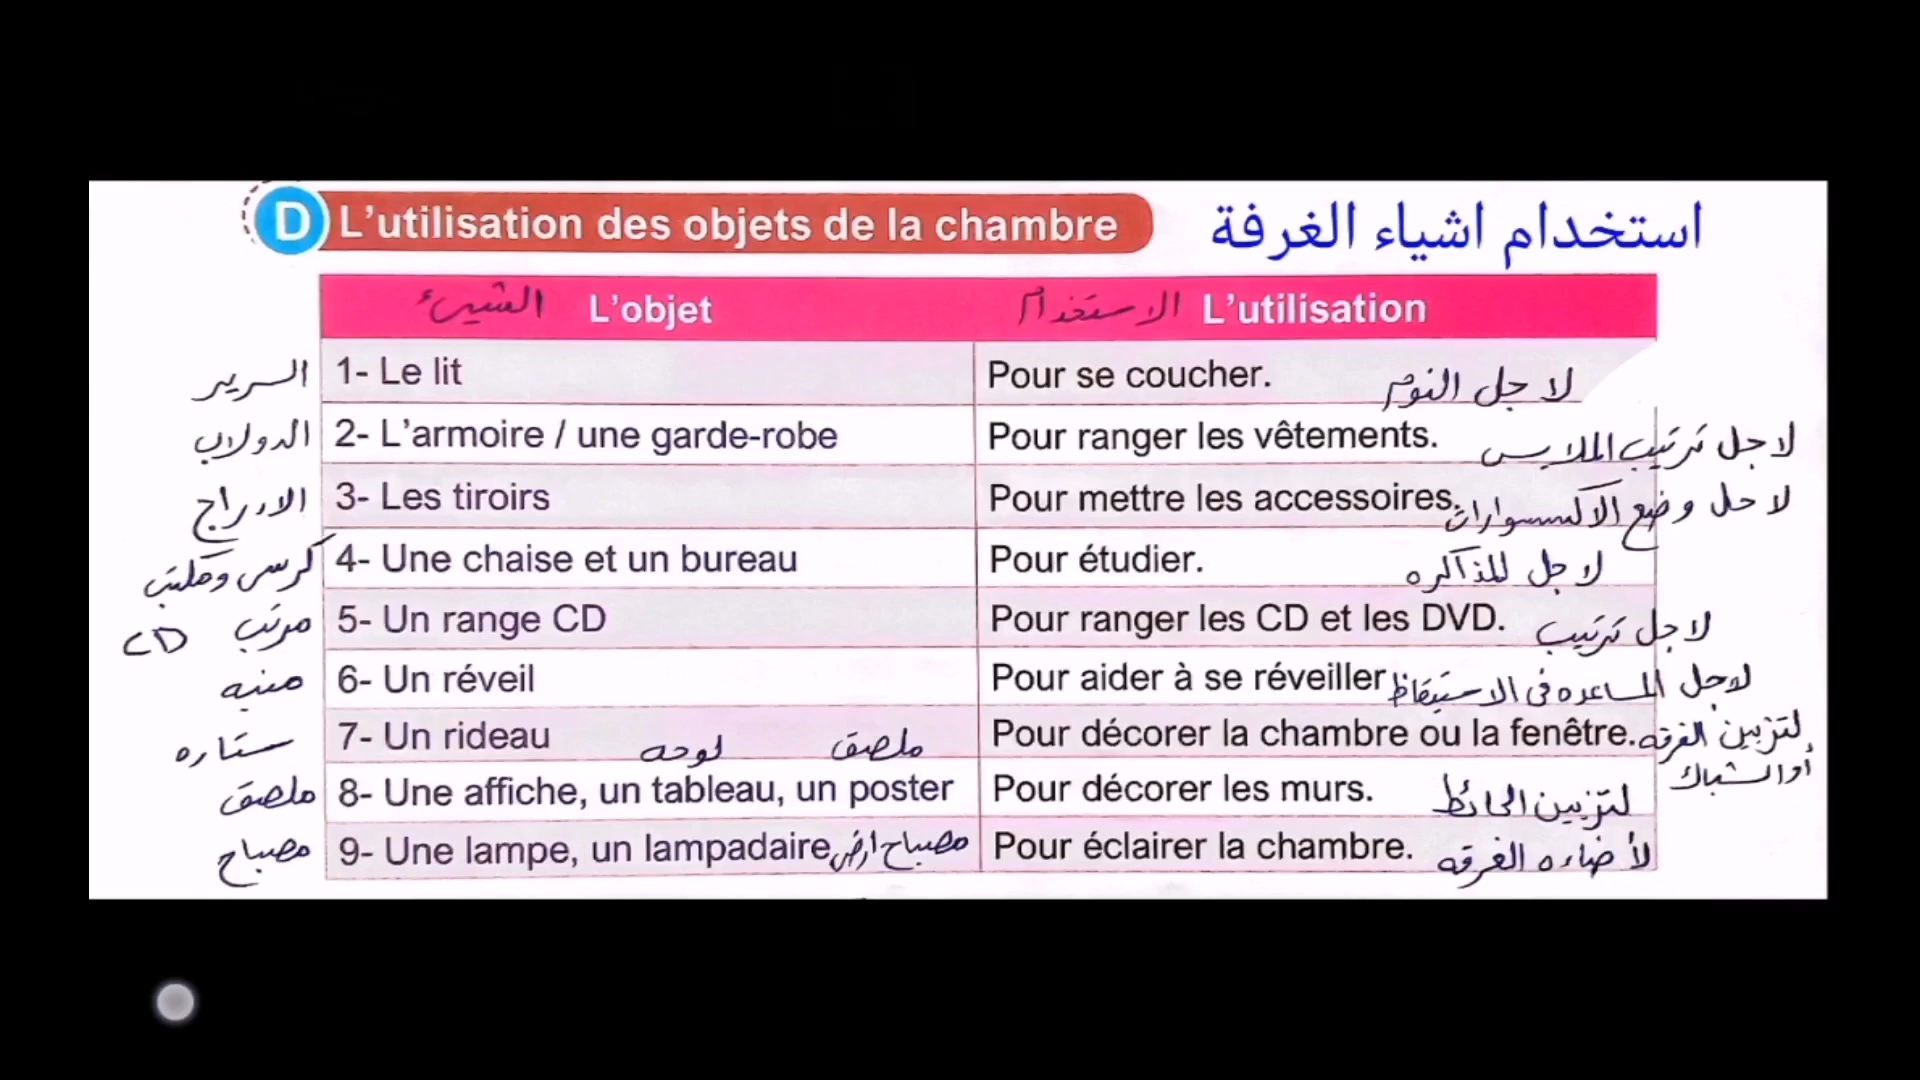 D L'utilisation des objets de la chambre استخدام اشياء الغرفة
الشيىء L'objet الاستخدام L'utilisation
السرير 1- Le lit Pour se coucher. لاجل النوم
الدولاب 2- L'armoire / une garde-robe Pour ranger les vêtements. لاجل ترتيب الملابس
الادراج 3- Les tiroirs Pour mettre les accessoires. لاجل وضع الاكسسوارات
كرسى ومكتب 4- Une chaise et un bureau Pour étudier. لاجل المذاكره
مرتب CD 5- Un range CD Pour ranger les CD et les DVD. لاجل ترتيب
منبه 6- Un réveil Pour aider à se réveiller لاجل المساعده فى الاستيقاظ
ستاره 7- Un rideau Pour décorer la chambre ou la fenêtre. لتزيين الغرفه
لوحه ملصق أو الشباك
ملصق 8- Une affiche, un tableau, un poster Pour décorer les murs. لتزيين الحائط
مصباح 9- Une lampe, un lampadaire مصباح ارضى Pour éclairer la chambre. لأضاءه الغرفه